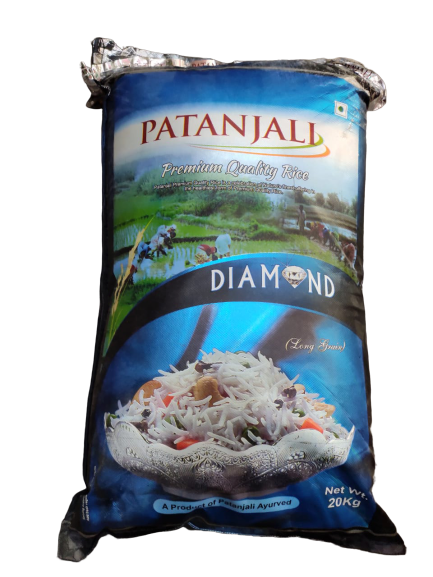 PATANJALI
Premium Quality Rice
DIAMOND
(Long Grain)
A Product of Patanjali Ayurved
Net Wt.
20Kg